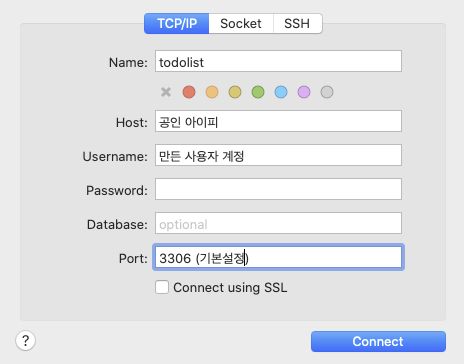 TCP/IP Socket SSH
Name: todolist
Host: 공인 아이피
Username: 만든 사용자 계정
Password:
Database: optional
Port: 3306 (기본설정)
Connect using SSL
? Connect